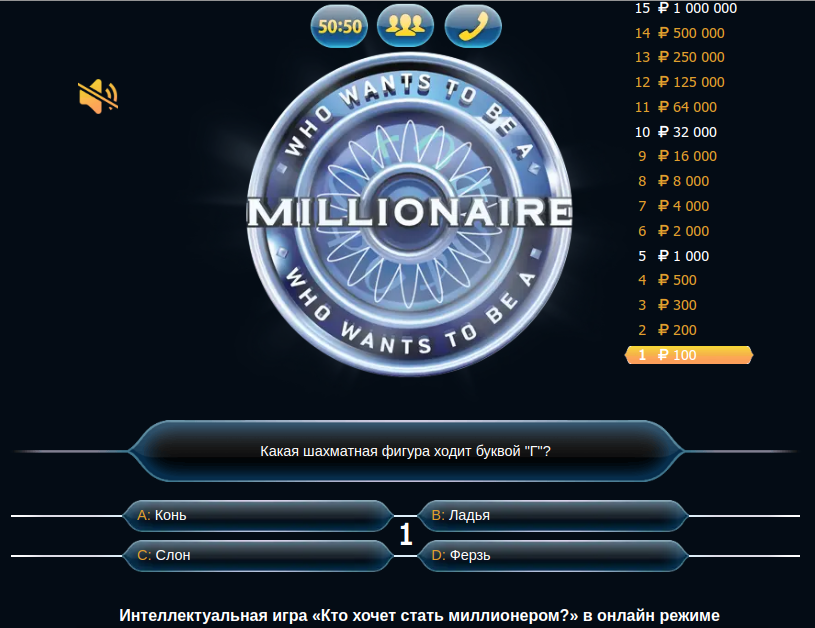 50:50
WHO WANTS TO BE A
MILLIONAIRE
WHO WANTS TO BE A
15 ₽ 1 000 000
14 ₽ 500 000
13 ₽ 250 000
12 ₽ 125 000
11 ₽ 64 000
10 ₽ 32 000
9 ₽ 16 000
8 ₽ 8 000
7 ₽ 4 000
6 ₽ 2 000
5 ₽ 1 000
4 ₽ 500
3 ₽ 300
2 ₽ 200
1 ₽ 100
Какая шахматная фигура ходит буквой "Г"?
A: Конь
B: Ладья
1
C: Слон
D: Ферзь
Интеллектуальная игра «Кто хочет стать миллионером?» в онлайн режиме